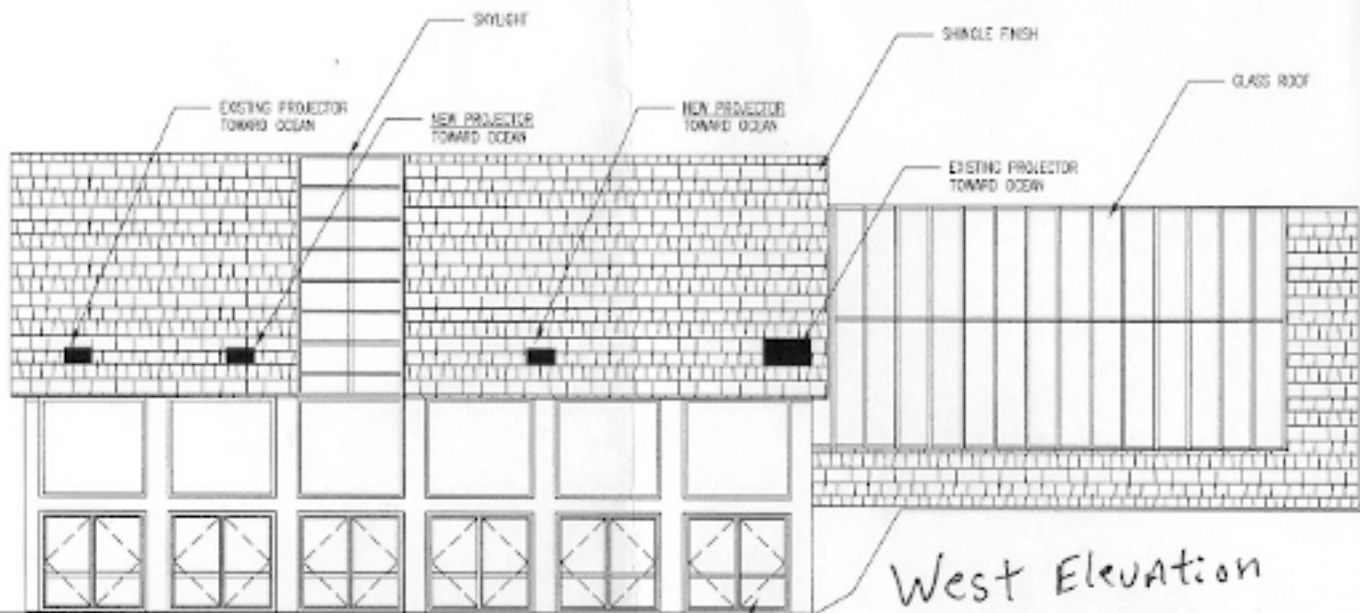 SKYLIGHT
SHINGLE FINISH
GLASS ROOF
EXISTING PROJECTOR
TOWARD OCEAN
NEW PROJECTOR
TOWARD OCEAN
NEW PROJECTOR
TOWARD OCEAN
EXISTING PROJECTOR
TOWARD OCEAN
West Elevation